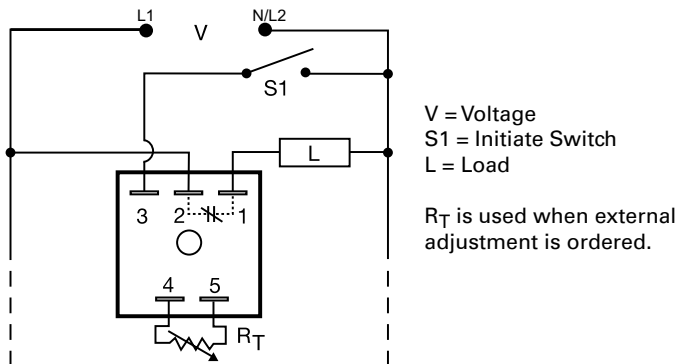 L1
V
N/L2
S1
L
3
2
1
4
5
RT
V = Voltage
S1 = Initiate Switch
L = Load
RT is used when external
adjustment is ordered.